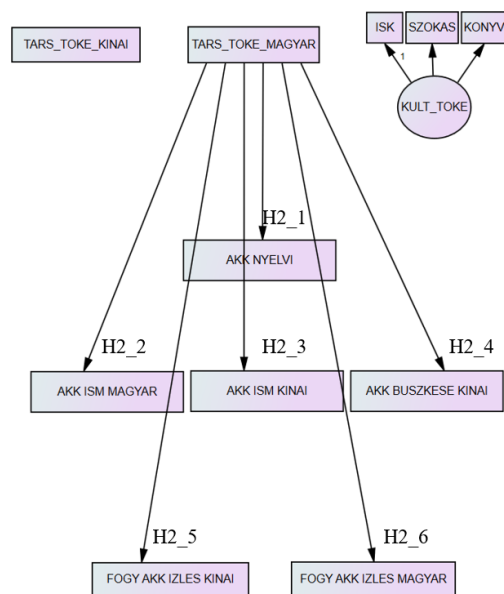 ISK SZOKAS KONYV
TARS_TOKE_KINAI TARS_TOKE_MAGYAR
1
KULT_TOKE
H2_1
AKK NYELVI
H2_2 H2_3 H2_4
AKK ISM MAGYAR AKK ISM KINAI AKK BUSZKESE KINAI
H2_5 H2_6
FOGY AKK IZLES KINAI FOGY AKK IZLES MAGYAR